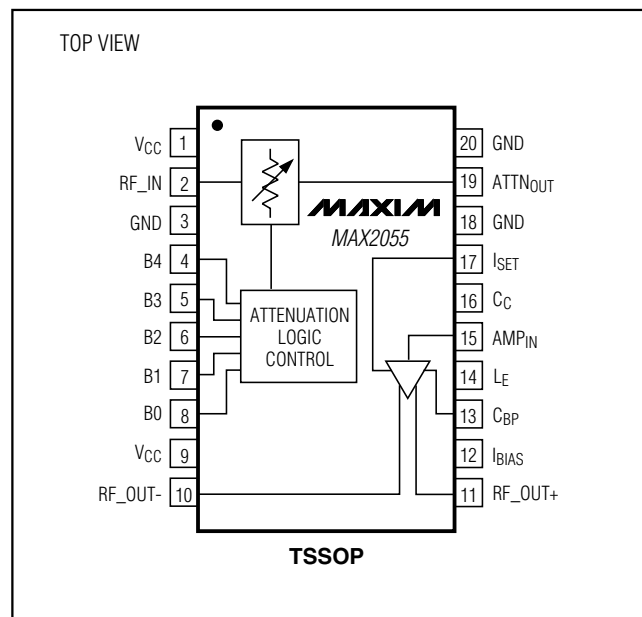 TOP VIEW
VCC 1
RF_IN 2
GND 3
B4 4
B3 5
B2 6
B1 7
B0 8
VCC 9
RF_OUT- 10
20 GND
19 ATTNOUT
18 GND
17 ISET
16 CC
15 AMPIN
14 LE
13 CBP
12 IBIAS
11 RF_OUT+
MAXIM
MAX2055
ATTENUATION
LOGIC
CONTROL
TSSOP